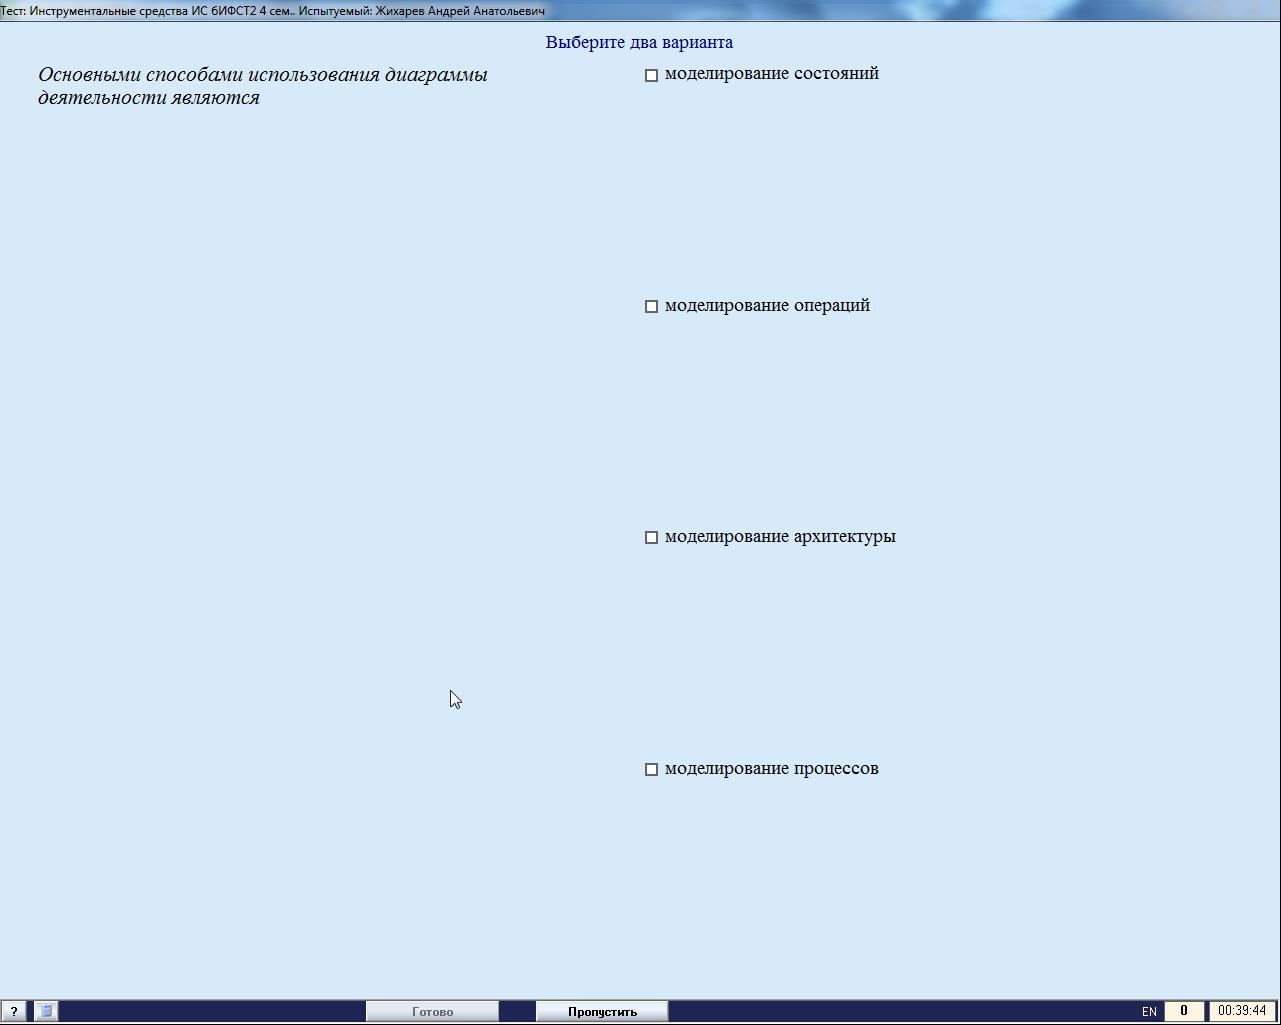 Тест: Инструментальные средства ИС бИФСТ2 4 сем.. Испытуемый: Жихарев Андрей Анатольевич
Выберите два варианта
Основными способами использования диаграммы
деятельности являются
моделирование состояний
моделирование операций
моделирование архитектуры
моделирование процессов
? Готово Пропустить EN 0 00:39:44